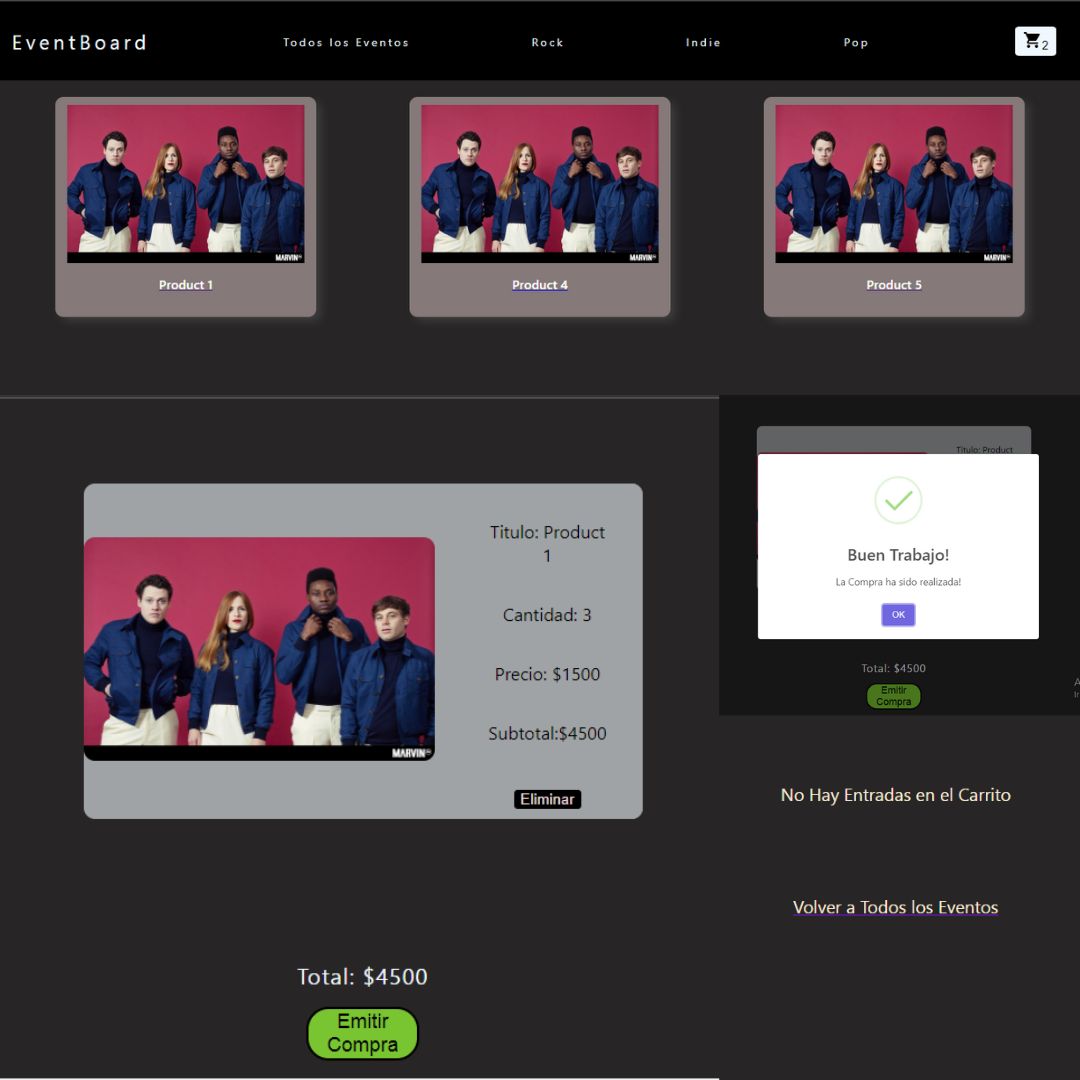 EventBoard
Todos los Eventos
Rock
Indie
Pop
2
MARVIN
MARVIN
MARVIN
Product 1
Product 4
Product 5
Titulo: Product
1
Cantidad: 3
Precio: $1500
Subtotal:$4500
MARVIN
Eliminar
Total: $4500
Emitir
Compra
Titulo: Product
Buen Trabajo!
La Compra ha sido realizada!
OK
Total: $4500
Emitir
Compra
No Hay Entradas en el Carrito
Volver a Todos los Eventos